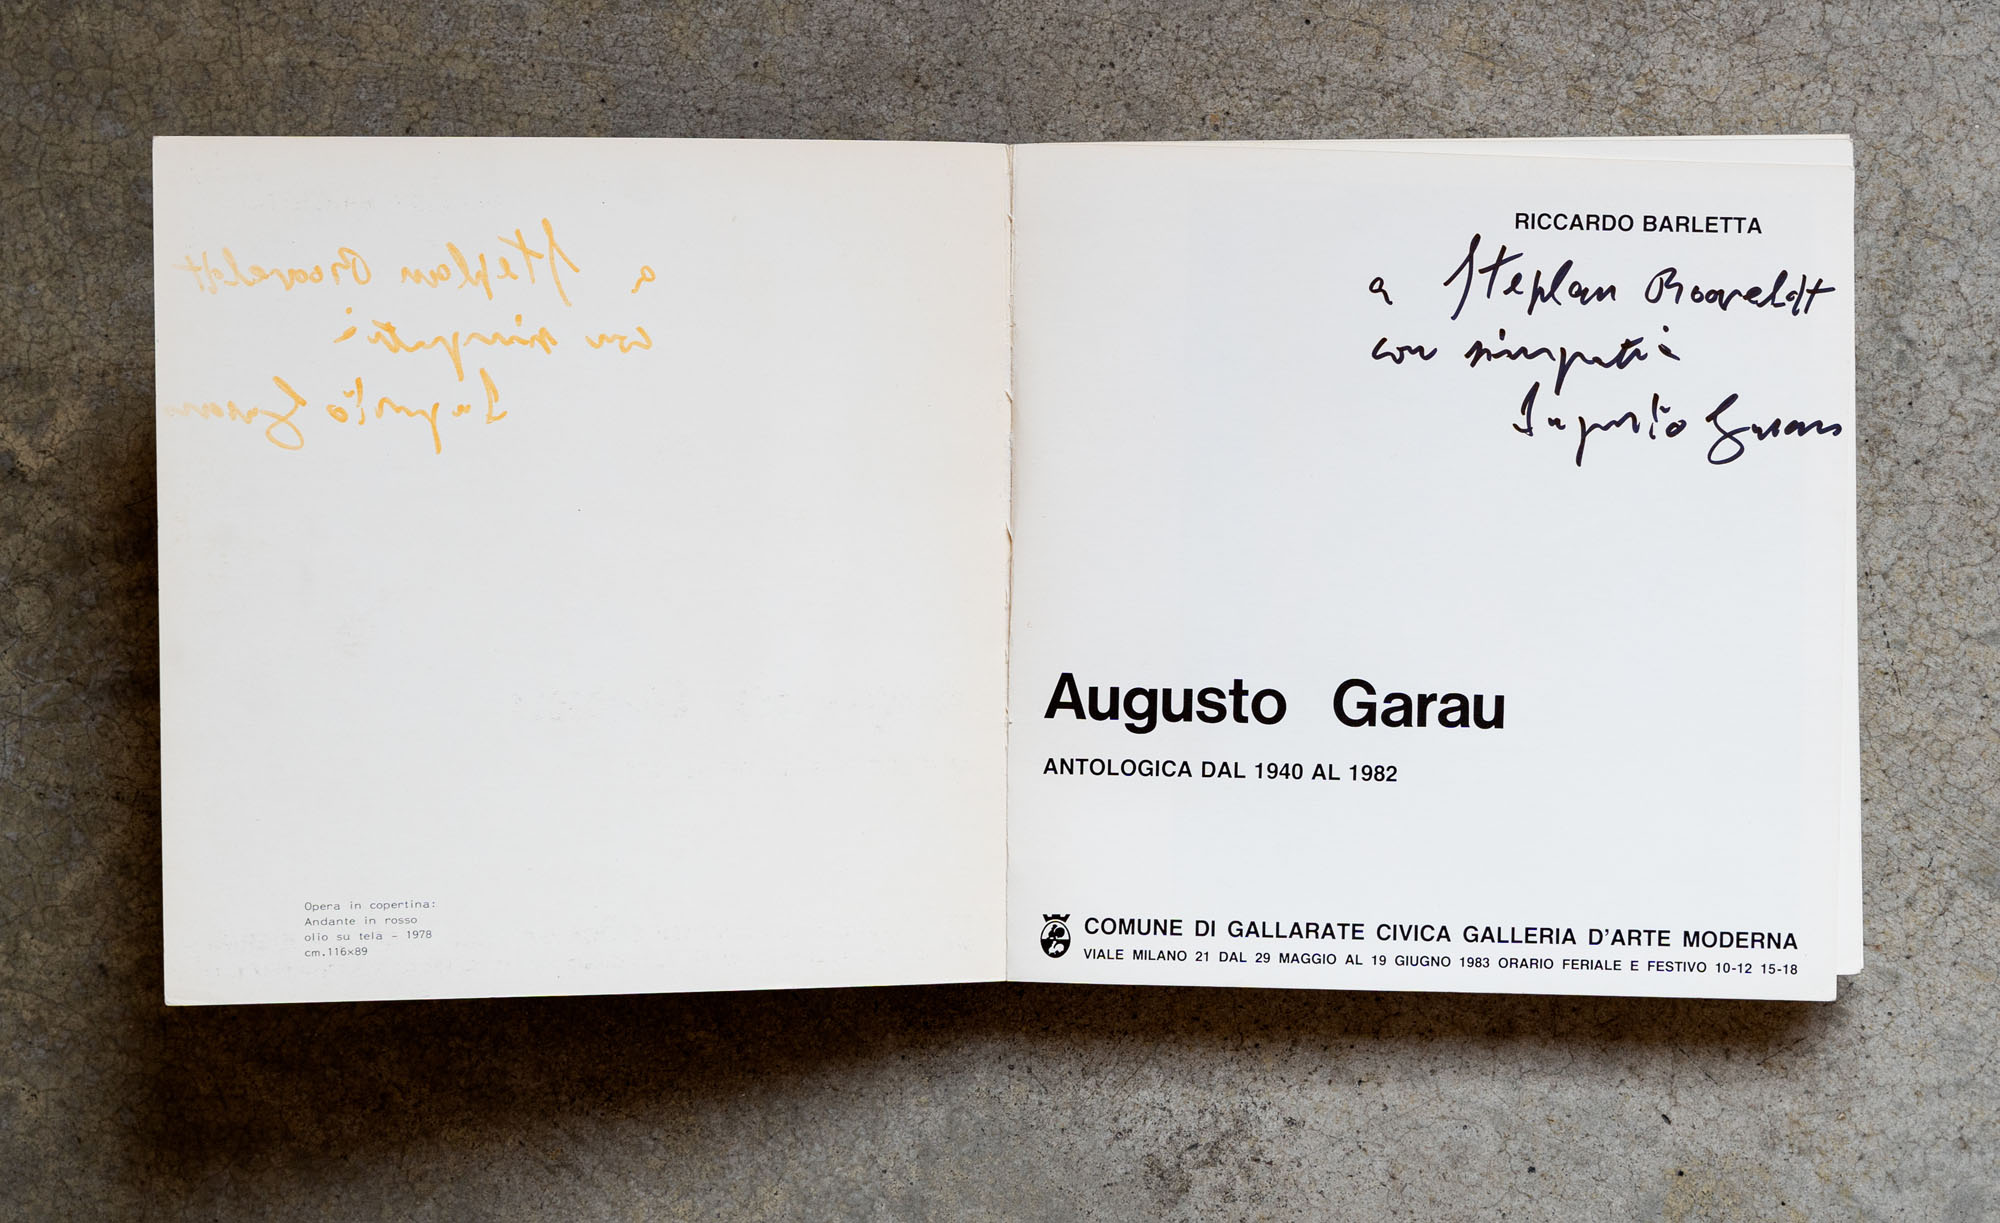 Opera in copertina:
Andante in rosso
olio su tela - 1978
cm.116x89
RICCARDO BARLETTA
a Stephan
con simpatia
Augusto Garau
Augusto Garau
ANTOLOGICA DAL 1940 AL 1982
COMUNE DI GALLARATE CIVICA GALLERIA D'ARTE MODERNA
VIALE MILANO 21 DAL 29 MAGGIO AL 19 GIUGNO 1983 ORARIO FERIALE E FESTIVO 10-12 15-18